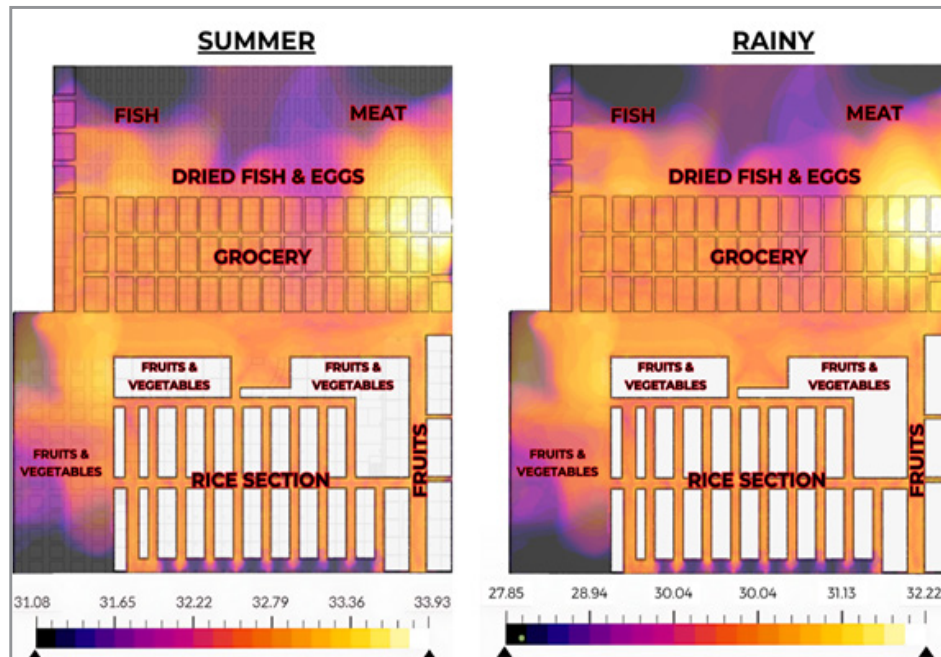 SUMMER
FISH
MEAT
DRIED FISH & EGGS
GROCERY
FRUITS &
VEGETABLES
FRUITS &
VEGETABLES
FRUITS &
VEGETABLES
RICE SECTION
FRUITS
31.08 31.65 32.22 32.79 33.36 33.93
RAINY
FISH
MEAT
DRIED FISH & EGGS
GROCERY
FRUITS &
VEGETABLES
FRUITS &
VEGETABLES
FRUITS &
VEGETABLES
RICE SECTION
FRUITS
27.85 28.94 30.04 30.04 31.13 32.22